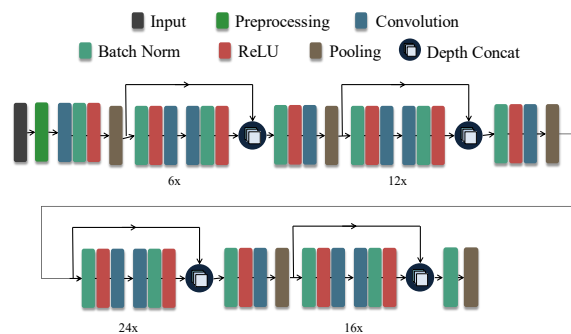 Input Preprocessing Convolution
Batch Norm ReLU Pooling Depth Concat
6x 12x
24x 16x